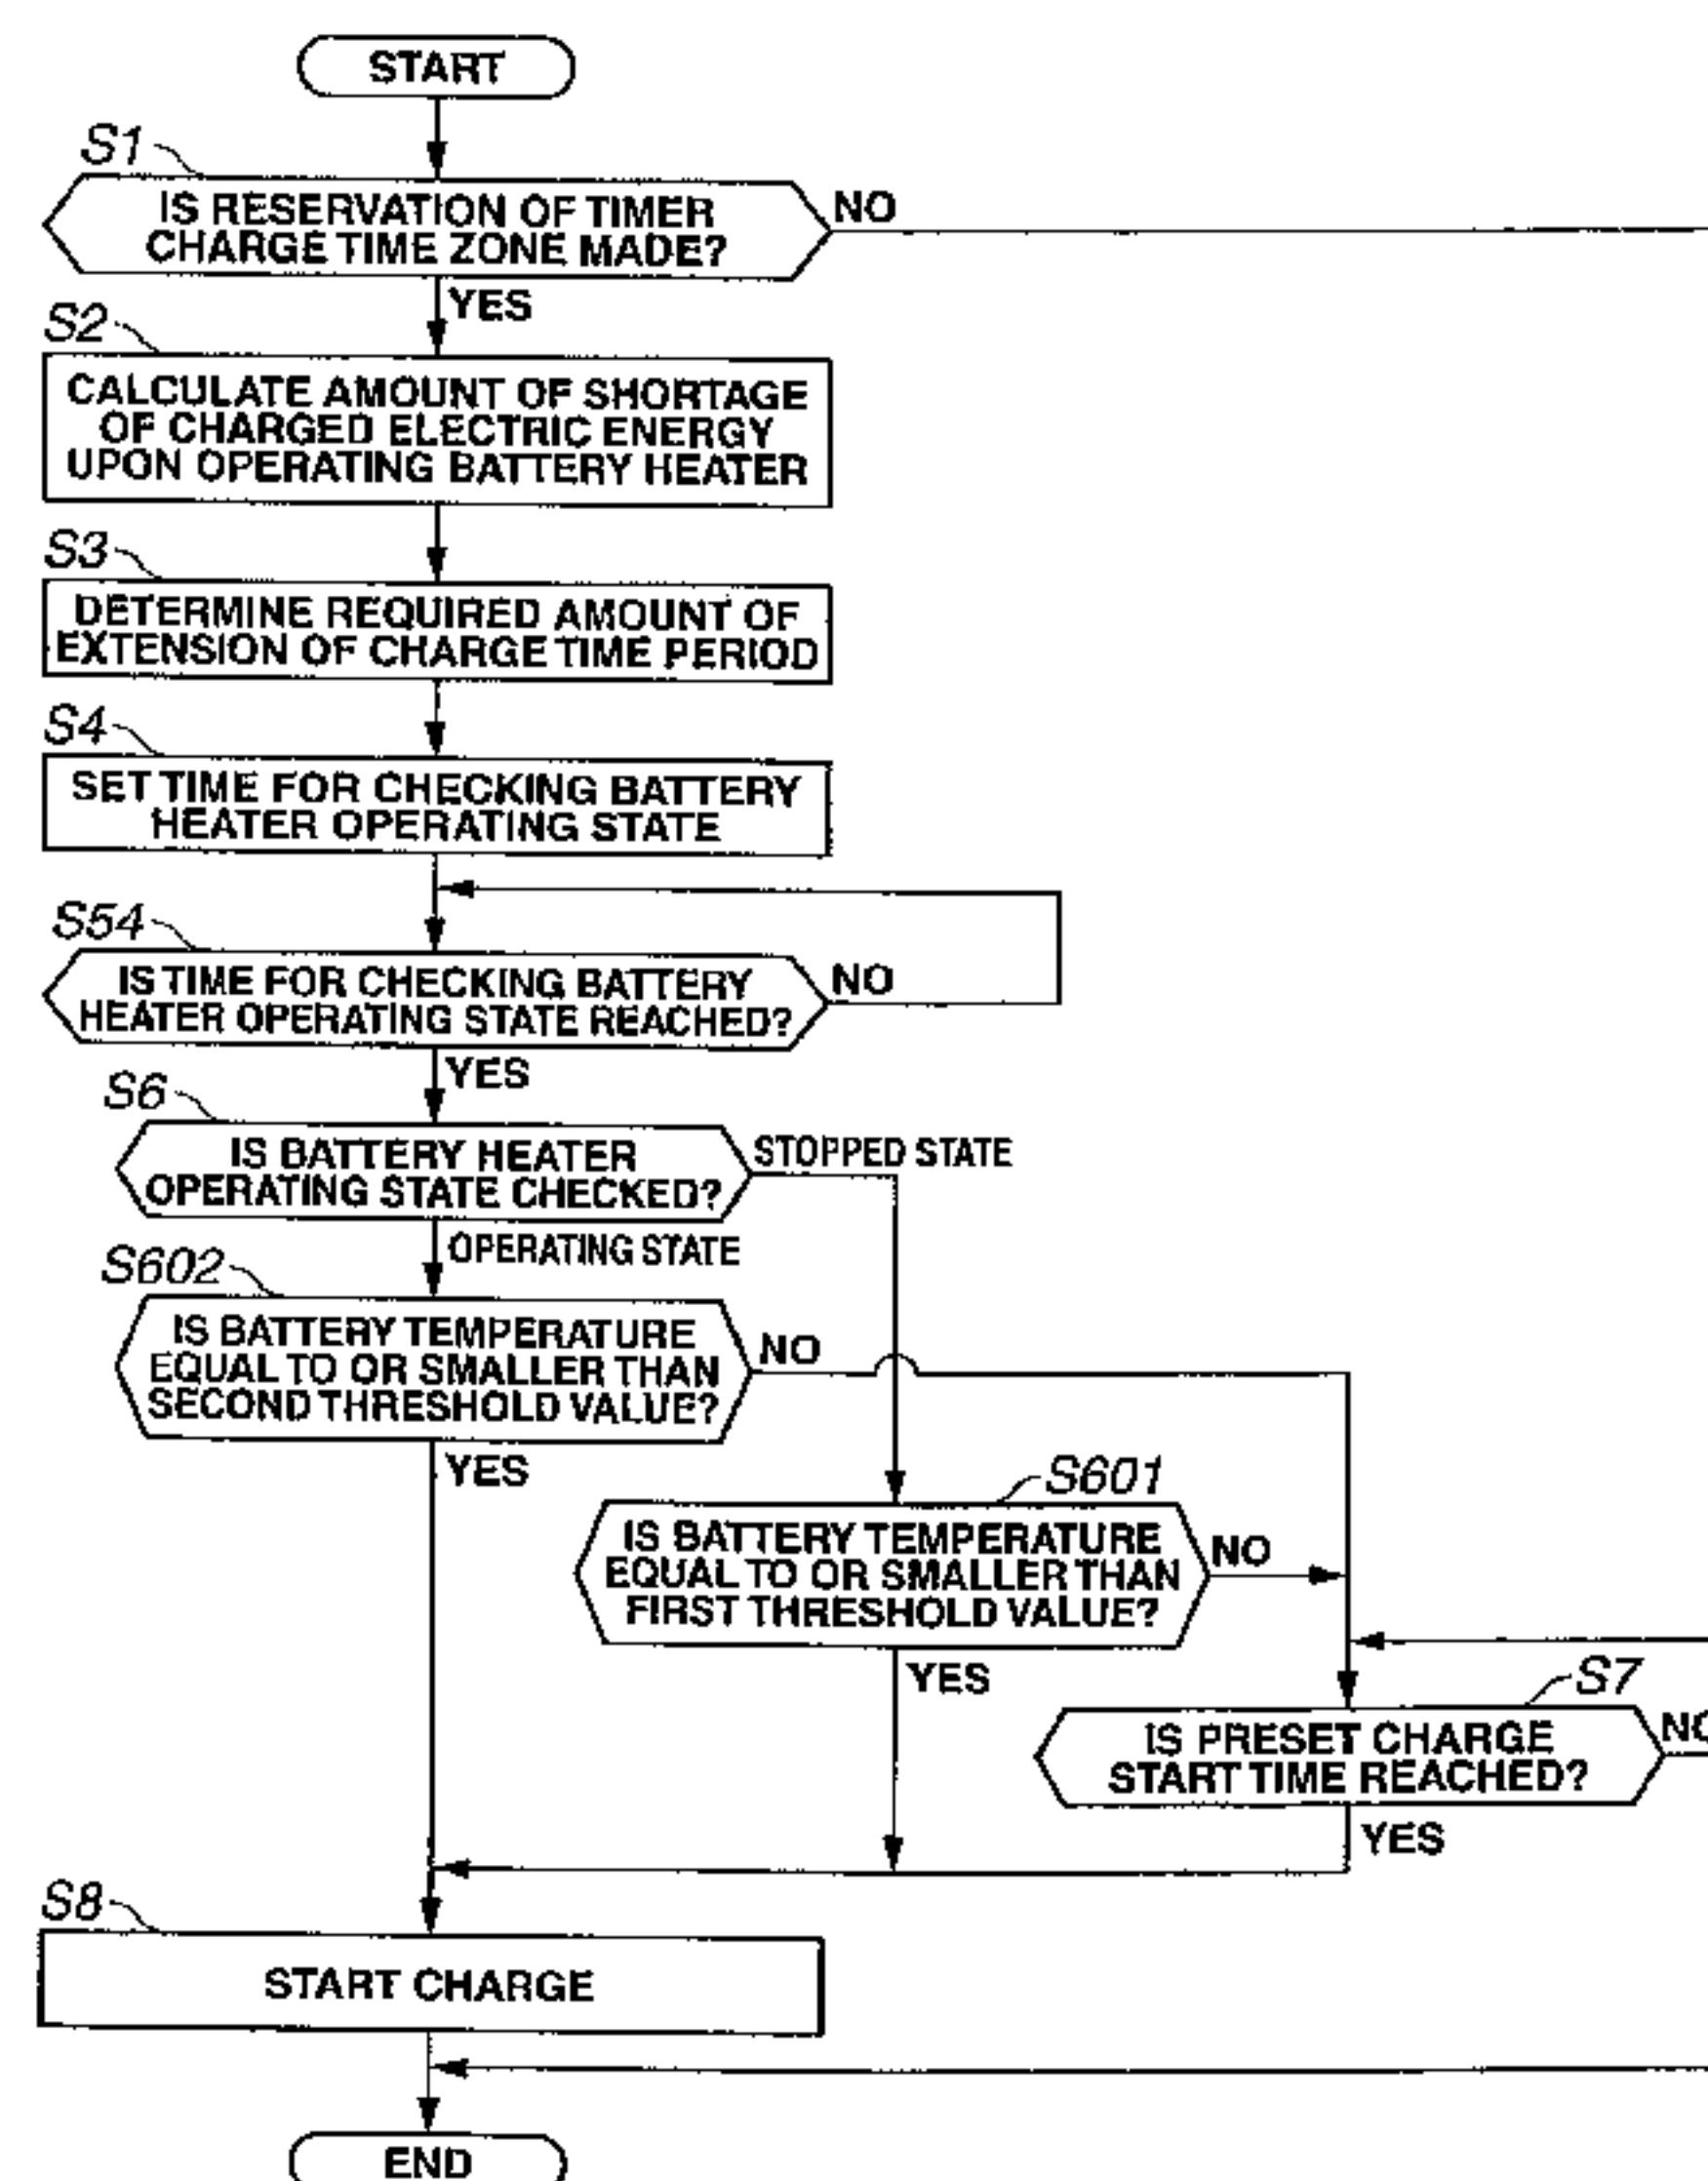 START
S1
IS RESERVATION OF TIMER
CHARGE TIME ZONE MADE?
NO
YES
S2
CALCULATE AMOUNT OF SHORTAGE
OF CHARGED ELECTRIC ENERGY
UPON OPERATING BATTERY HEATER
S3
DETERMINE REQUIRED AMOUNT OF
EXTENSION OF CHARGE TIME PERIOD
S4
SET TIME FOR CHECKING BATTERY
HEATER OPERATING STATE
S54
IS TIME FOR CHECKING BATTERY
HEATER OPERATING STATE REACHED?
NO
YES
S6
IS BATTERY HEATER
OPERATING STATE CHECKED?
STOPPED STATE
OPERATING STATE
S602
IS BATTERY TEMPERATURE
EQUAL TO OR SMALLER THAN
SECOND THRESHOLD VALUE?
NO
YES
S601
IS BATTERY TEMPERATURE
EQUAL TO OR SMALLER THAN
FIRST THRESHOLD VALUE?
NO
YES
S7
IS PRESET CHARGE
START TIME REACHED?
NO
YES
S8
START CHARGE
END